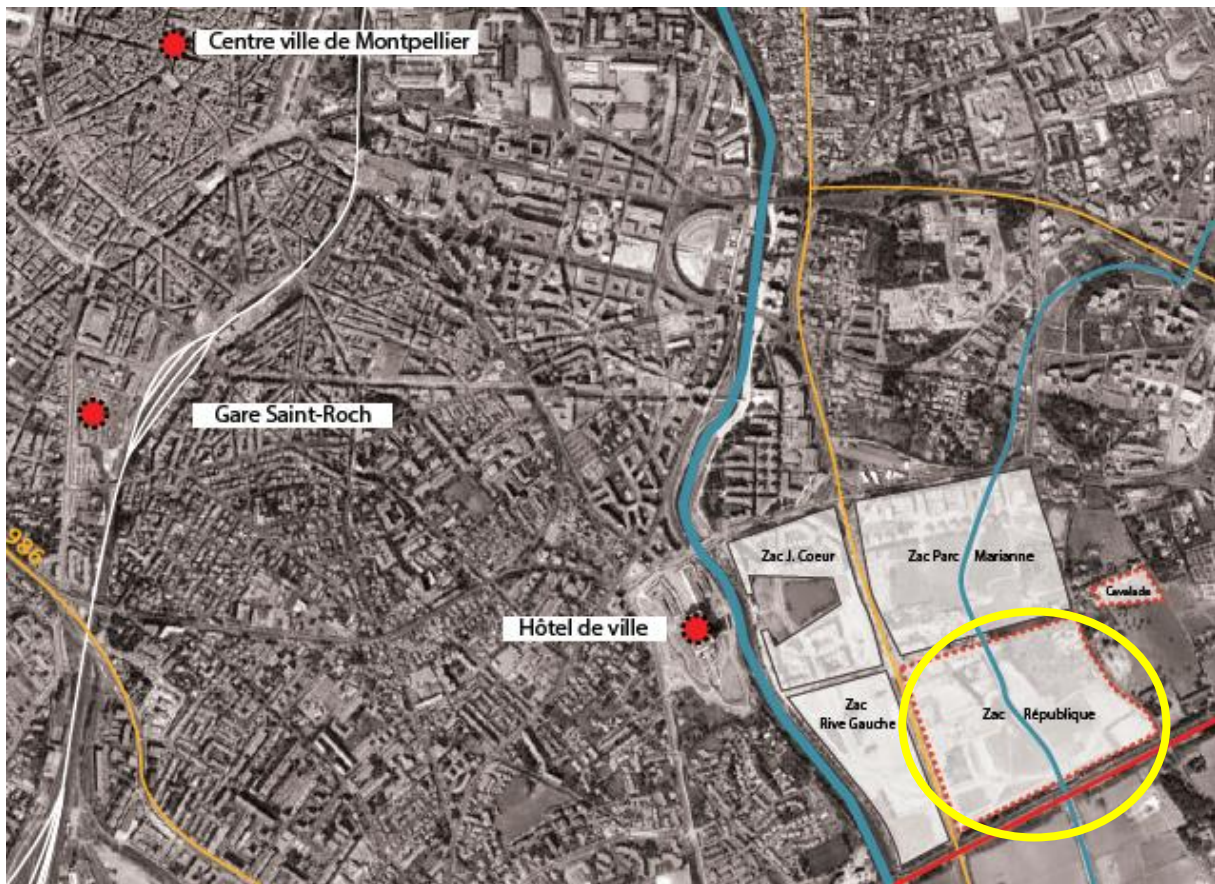 Centre ville de Montpellier
Gare Saint-Roch
986
Zac J. Coeur
Zac Parc Marianne
Cavalade
Hôtel de ville
Zac
Rive Gauche
Zac République